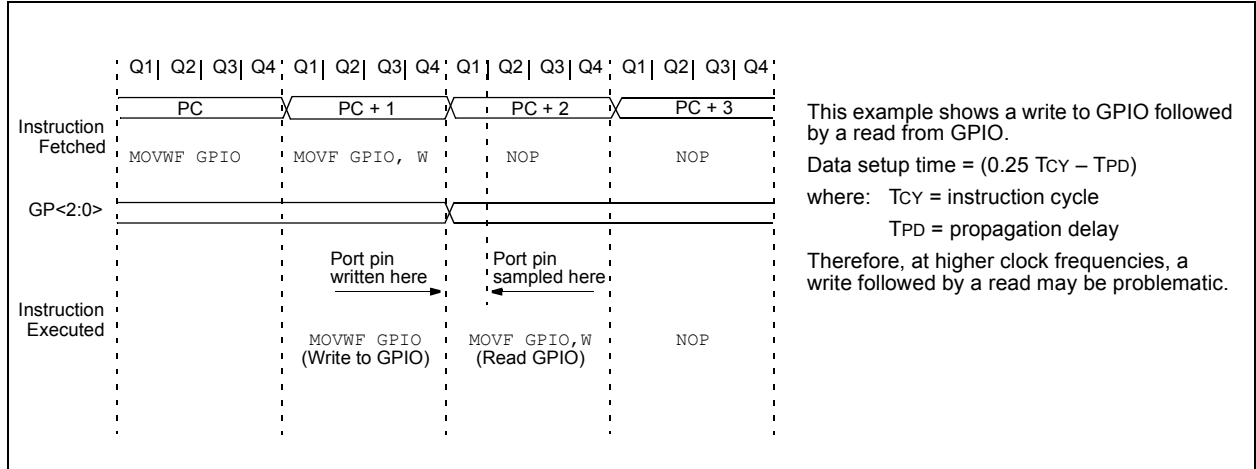 Q1| Q2| Q3| Q4 Q1| Q2| Q3| Q4 Q1| Q2| Q3| Q4 Q1| Q2| Q3| Q4
PC PC + 1 PC + 2 PC + 3
Instruction
Fetched
MOVWF GPIO MOVF GPIO, W NOP NOP
GP<2:0>
Port pin
written here
Port pin
sampled here
Instruction
Executed
MOVWF GPIO MOVF GPIO,W NOP
(Write to GPIO) (Read GPIO)
This example shows a write to GPIO followed
by a read from GPIO.
Data setup time = (0.25 TCY – TPD)
where: TCY = instruction cycle
TPD = propagation delay
Therefore, at higher clock frequencies, a
write followed by a read may be problematic.